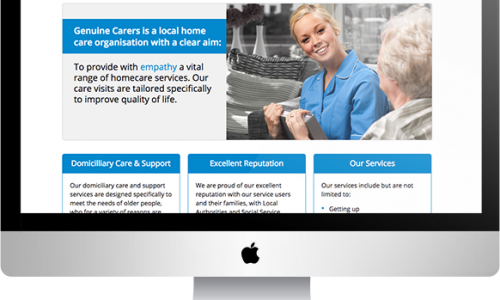 Genuine Carers is a local home
care organisation with a clear aim:
To provide with empathy a vital
range of homecare services. Our
care visits are tailored specifically
to improve quality of life.
Domicilliary Care & Support
Our domiciliary care and support
services are designed specifically to
meet the needs of older people,
who for a variety of reasons are
Excellent Reputation
We are proud of our excellent
reputation with our service users
and their families, with Local
Authorities and Social Service
Our Services
Our services include but are not
limited to:
Getting up